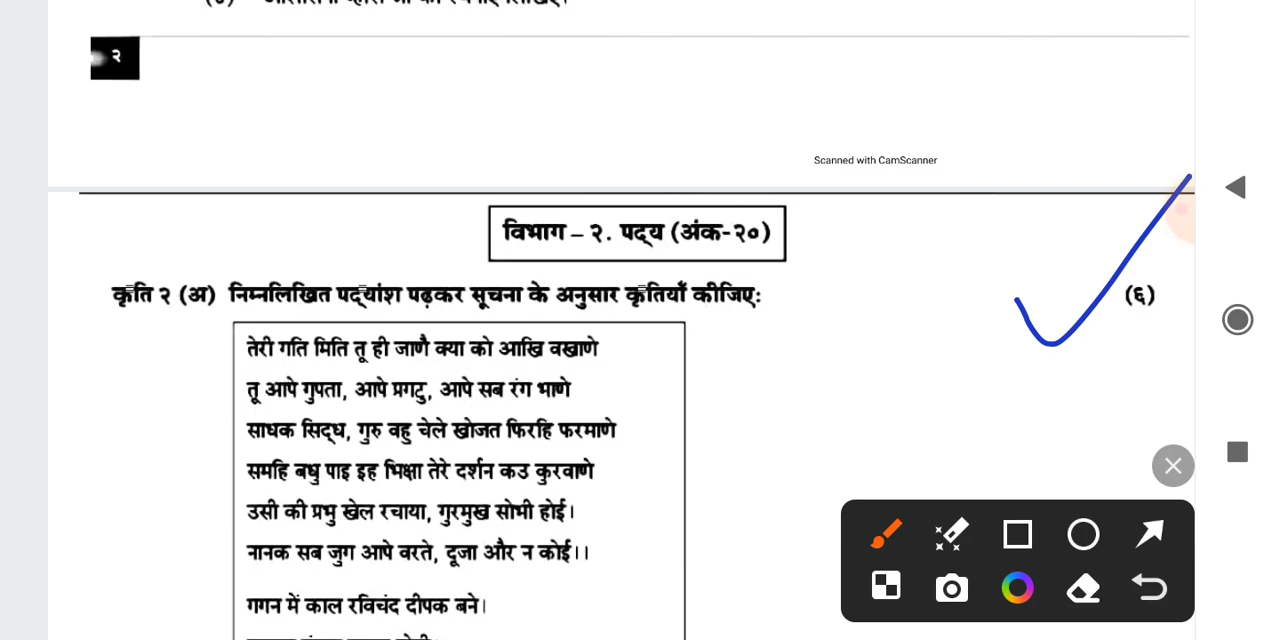 २
Scanned with CamScanner
विभाग – २. पद्य (अंक-२०)
कृति २ (अ) निम्नलिखित पद्यांश पढ़कर सूचना के अनुसार कृतियाँ कीजिए: (६)
तेरी गति मिति तू ही जाणै क्या को आखि वखाणे
तू आपे गुपता, आपे प्रगटु, आपे सब रंग भाणे
साधक सिद्ध, गुरु वहु चेले खोजत फिरहि फरमाणे
समहि बधु पाइ इह भिक्षा तेरे दर्शन कउ कुरवाणे
उसी की प्रभु खेल रचाया, गुरमुख सोभी होई।
नानक सब जुग आपे वरते, दूजा और न कोई।।
गगन में काल रविचंद दीपक बने।